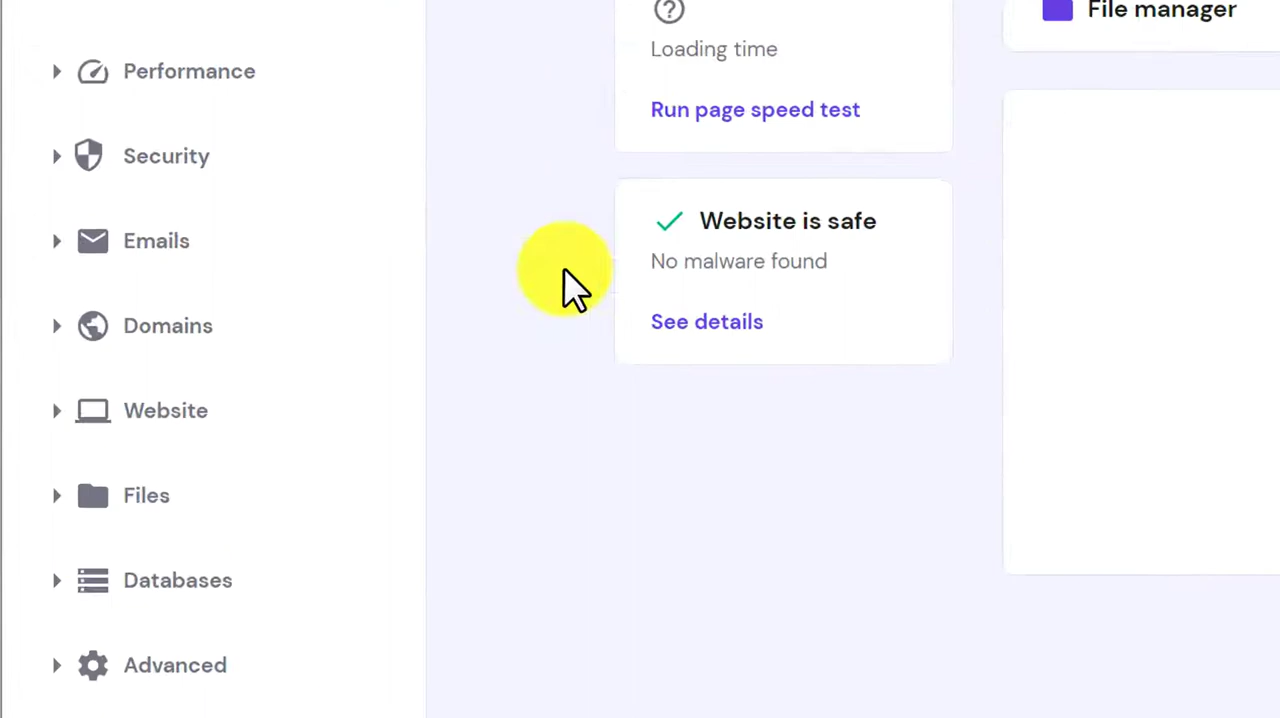 Performance
Security
Emails
Domains
Website
Files
Databases
Advanced
Loading time
Run page speed test
Website is safe
No malware found
See details
File manager